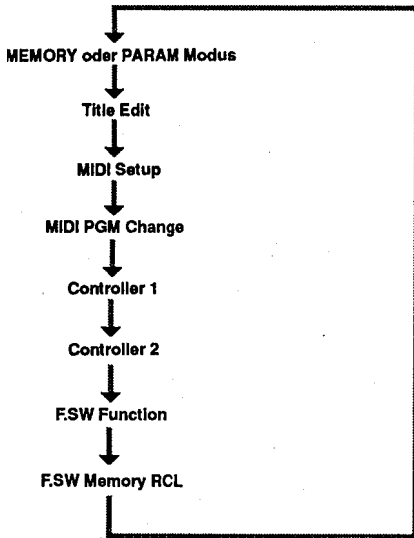 MEMORY oder PARAM Modus
Title Edit
MIDI Setup
MIDI PGM Change
Controller 1
Controller 2
F.SW Function
F.SW Memory RCL